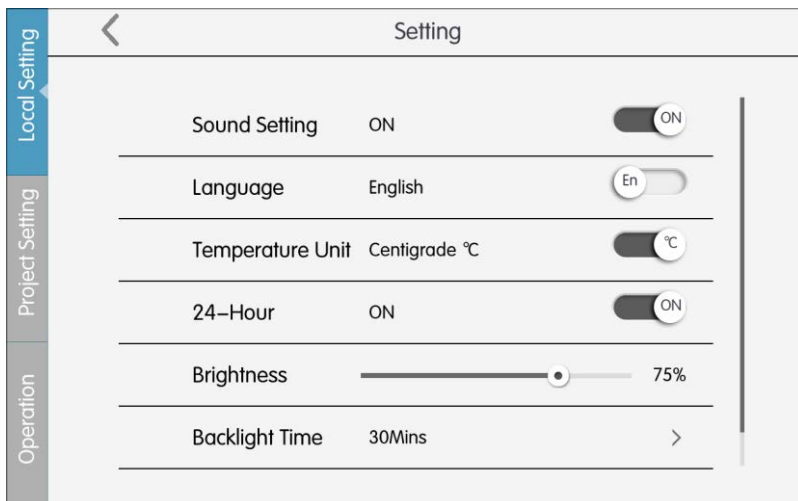 Setting
Local Setting
Project Setting
Operation
Sound Setting ON ON
Language English En
Temperature Unit Centigrade ℃ ℃
24-Hour ON ON
Brightness 75%
Backlight Time 30Mins